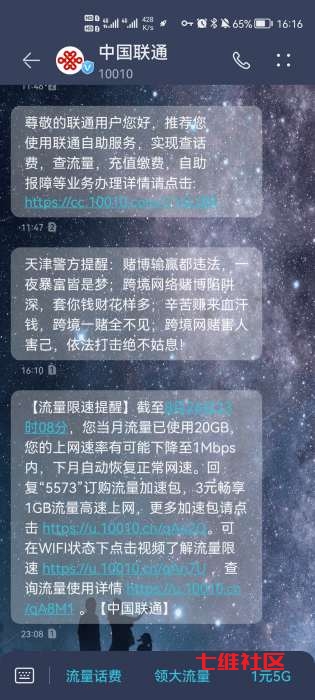 428
K/s
65%
16:16
中国联通
10010
11:46 2
尊敬的联通用户您好，推荐您
使用联通自助服务，实现查话
费，查流量，充值缴费，自助
报障等业务办理详情请点击:
https://cc.10010.com/
11:47 2
天津警方提醒：赌博输赢都违法，一
夜暴富皆是梦；跨境网络赌博陷阱
深，套你钱财花样多；辛苦赚来血汗
钱，跨境一赌全不见；跨境网赌害人
害己，依法打击绝不姑息！
16:10 1
【流量限速提醒】截至
时08分，您当月流量已使用20GB，
您的上网速率有可能下降至1Mbps
内，下月自动恢复正常网速。回
复“5573”订购流量加速包，3元畅享
1GB流量高速上网，更多加速包请点
击 可
在WIFI状态下点击视频了解流量限
速 查
询流量使用详情 https://u.10010.cn
/qA8M1 。【中国联通】
23:08 1
流量话费
领大流量
1元5G
七维社区